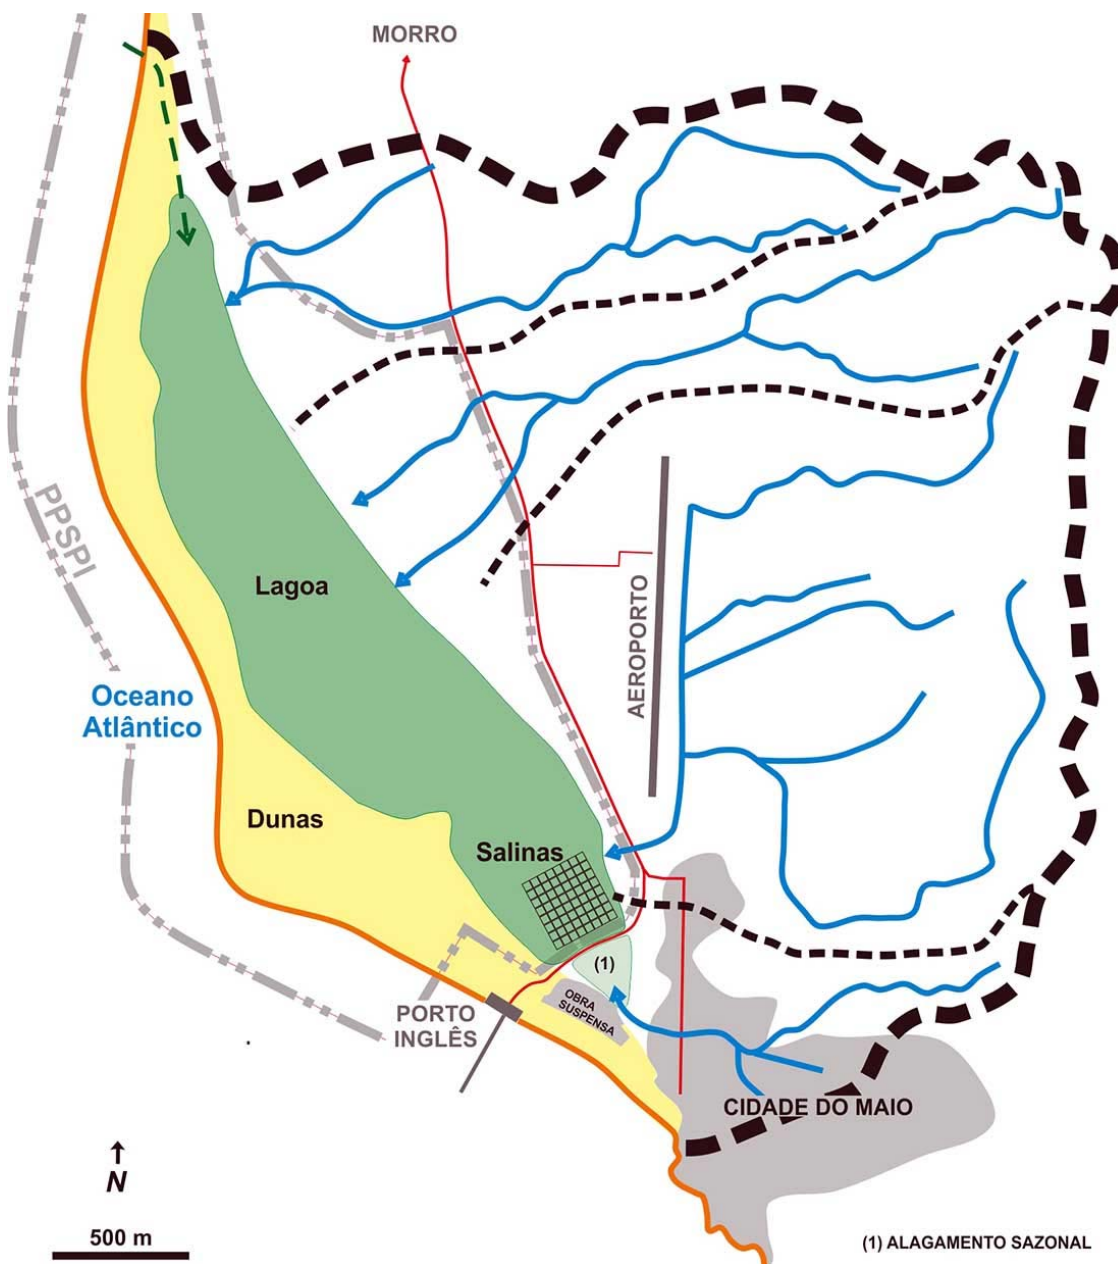 MORRO
PPSPI
Lagoa
AEROPORTO
Oceano
Atlântico
Dunas
Salinas
(1)
OBRA
SUSPENSA
PORTO
INGLÊS
CIDADE DO MAIO
N
500 m
(1) ALAGAMENTO SAZONAL